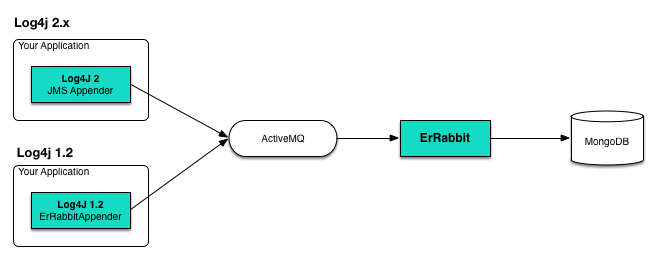 Log4j 2.x
Your Application
Log4J 2
JMS Appender
Log4j 1.2
Your Application
Log4J 1.2
ErRabbitAppender
ActiveMQ
ErRabbit
MongoDB